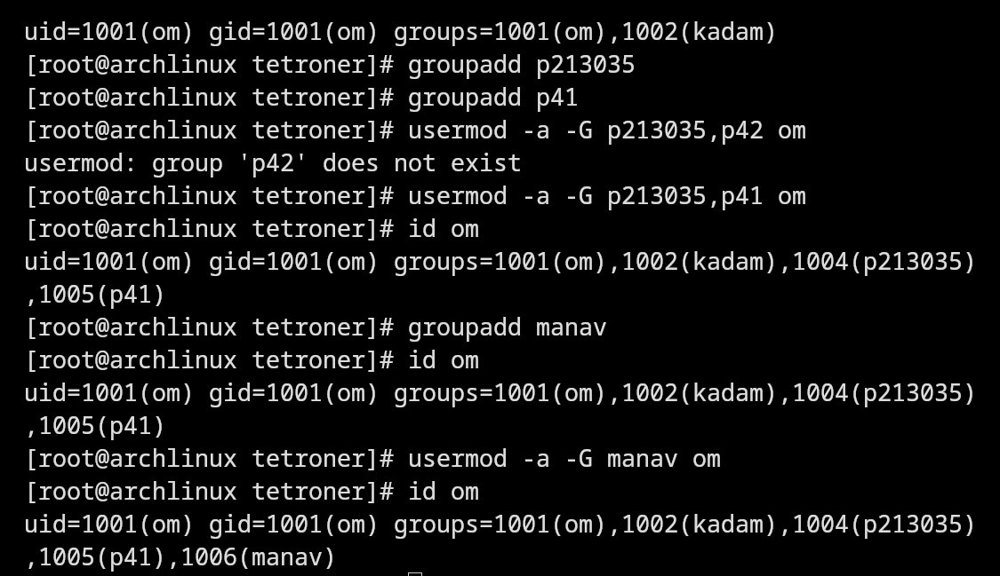 uid=1001(om) gid=1001(om) groups=1001(om),1002(kadam)
[root@archlinux tetroner]# groupadd p213035
[root@archlinux tetroner]# groupadd p41
[root@archlinux tetroner]# usermod -a -G p213035,p42 om
usermod: group 'p42' does not exist
[root@archlinux tetroner]# usermod -a -G p213035,p41 om
[root@archlinux tetroner]# id om
uid=1001(om) gid=1001(om) groups=1001(om),1002(kadam),1004(p213035)
,1005(p41)
[root@archlinux tetroner]# groupadd manav
[root@archlinux tetroner]# id om
uid=1001(om) gid=1001(om) groups=1001(om),1002(kadam),1004(p213035)
,1005(p41)
[root@archlinux tetroner]# usermod -a -G manav om
[root@archlinux tetroner]# id om
uid=1001(om) gid=1001(om) groups=1001(om),1002(kadam),1004(p213035)
,1005(p41),1006(manav)